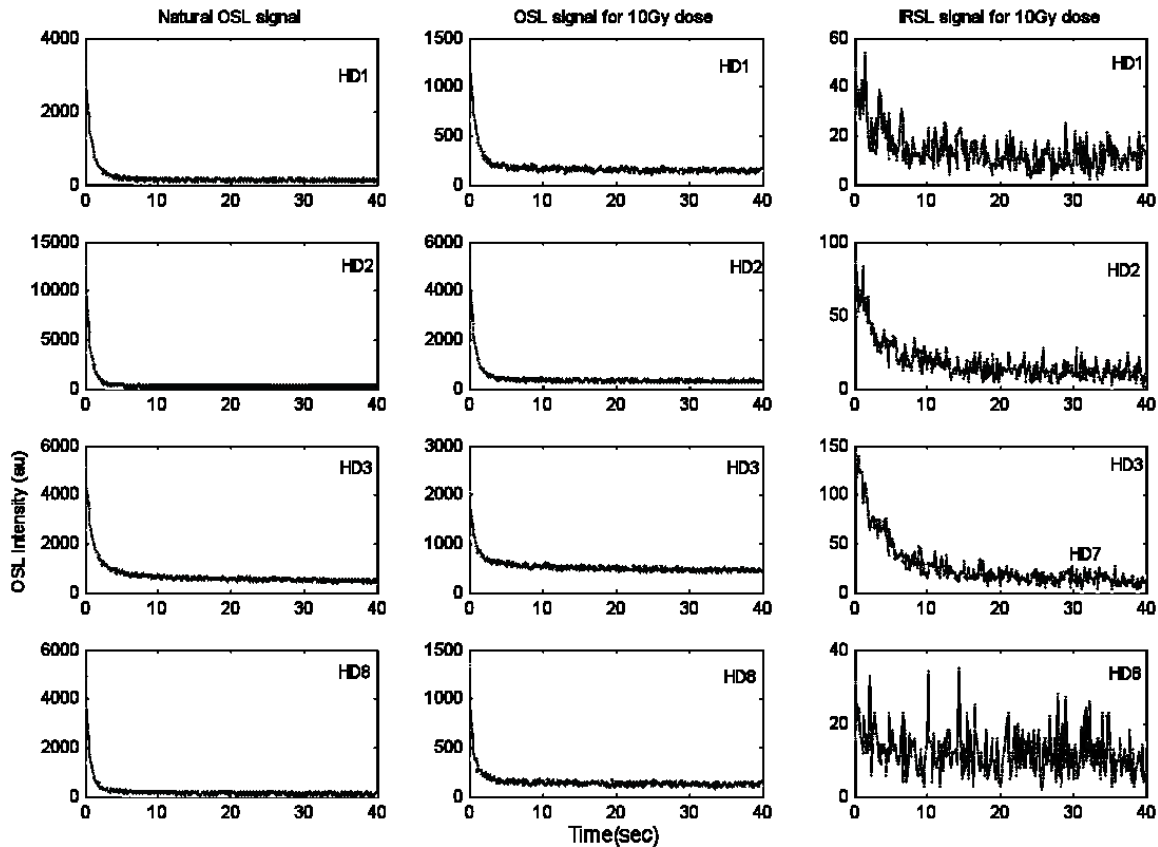 Natural OSL signal
OSL signal for 10Gy dose
IRSL signal for 10Gy dose
4000
2000
0
0 10 20 30 40
HD1
1500
1000
500
0
0 10 20 30 40
HD1
60
40
20
0
0 10 20 30 40
HD1
15000
10000
5000
0
0 10 20 30 40
HD2
6000
4000
2000
0
0 10 20 30 40
HD2
100
50
0
0 10 20 30 40
HD2
OSL Intensity (au)
6000
4000
2000
0
0 10 20 30 40
HD3
3000
2000
1000
0
0 10 20 30 40
HD3
150
100
50
0
0 10 20 30 40
HD3
HD7
6000
4000
2000
0
0 10 20 30 40
HD8
1500
1000
500
0
0 10 20 30 40
HD8
40
20
0
0 10 20 30 40
HD8
Time(sec)